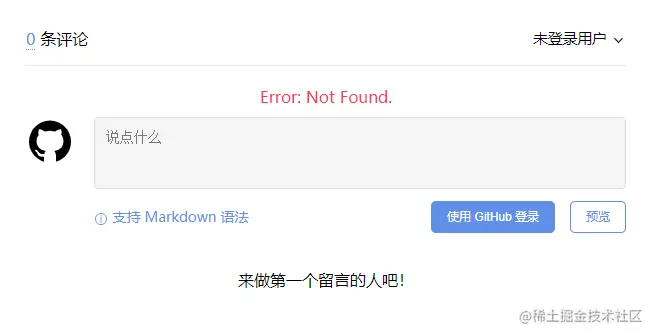 0 条评论
未登录用户
Error: Not Found.
说点什么
支持 Markdown 语法
使用 GitHub 登录
预览
来做第一个留言的人吧！
@稀土掘金技术社区